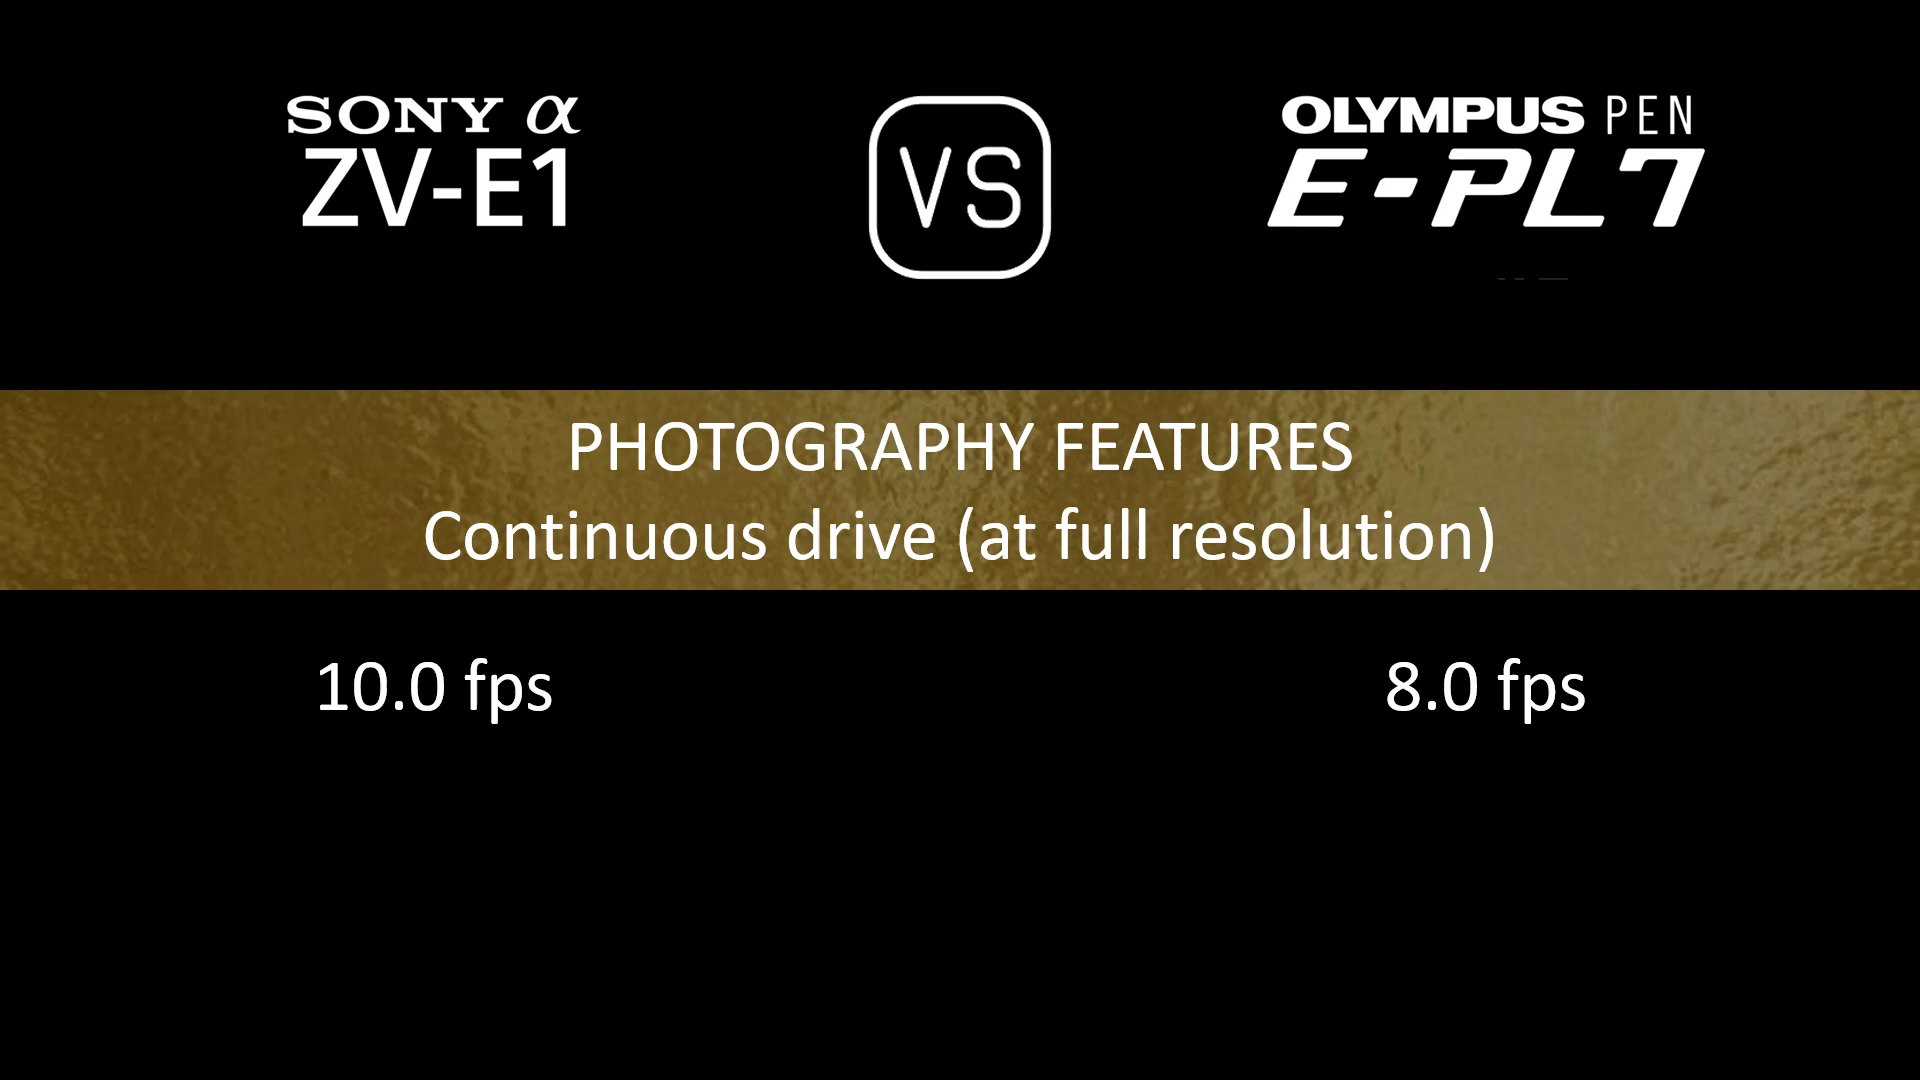 SONY α
ZV-E1
VS
OLYMPUS PEN
E-PL7
PHOTOGRAPHY FEATURES
Continuous drive (at full resolution)
10.0 fps
8.0 fps